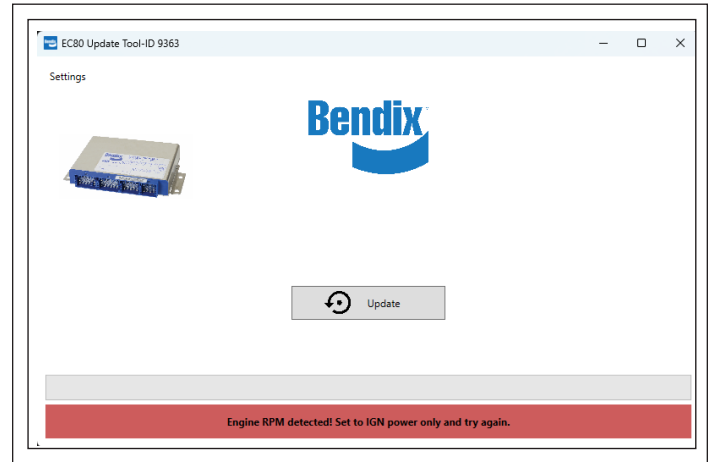 EC80 Update Tool-ID 9363
Settings
Bendix
Update
Engine RPM detected! Set to IGN power only and try again.